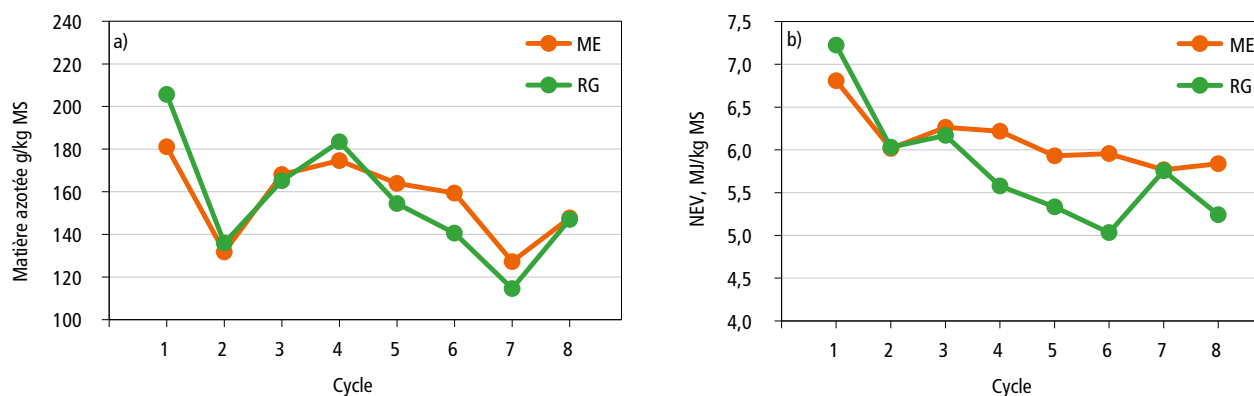 a)
ME
RG
Matière azotée g/kg MS
240
220
200
180
160
140
120
100
1 2 3 4 5 6 7 8
Cycle
b)
ME
RG
NEV, MJ/kg MS
7,5
7,0
6,5
6,0
5,5
5,0
4,5
4,0
1 2 3 4 5 6 7 8
Cycle